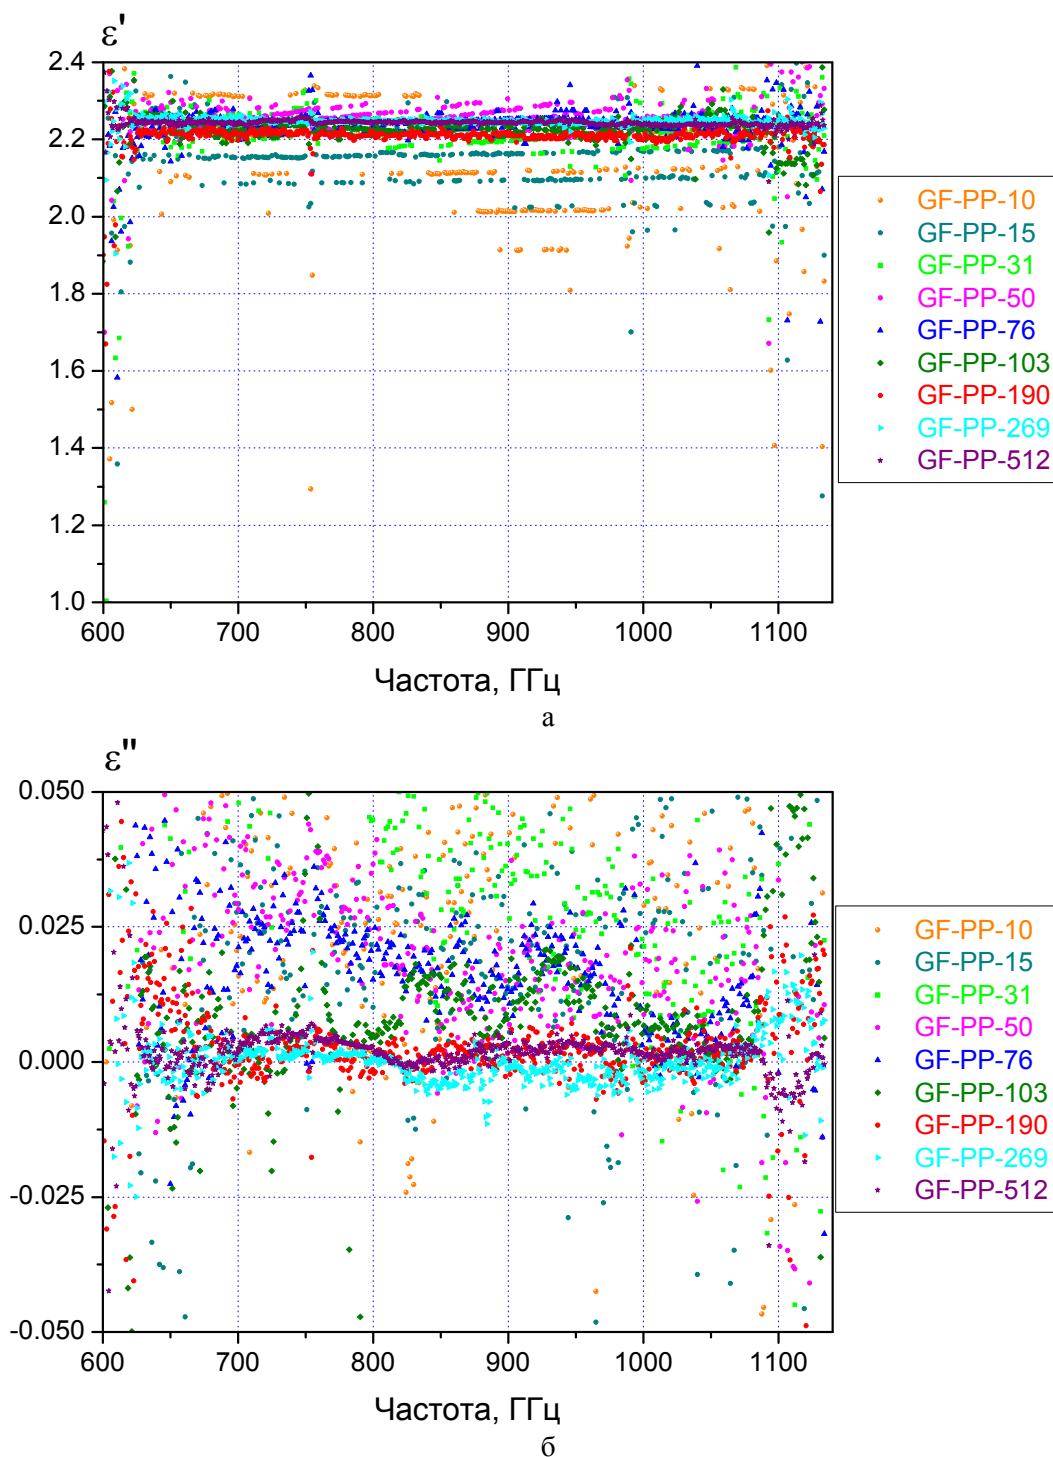 ε'
2.4
2.2
2.0
1.8
1.6
1.4
1.2
1.0
600 700 800 900 1000 1100
Частота, ГГц
GF-PP-10
GF-PP-15
GF-PP-31
GF-PP-50
GF-PP-76
GF-PP-103
GF-PP-190
GF-PP-269
GF-PP-512
а
ε''
0.050
0.025
0.000
-0.025
-0.050
600 700 800 900 1000 1100
Частота, ГГц
GF-PP-10
GF-PP-15
GF-PP-31
GF-PP-50
GF-PP-76
GF-PP-103
GF-PP-190
GF-PP-269
GF-PP-512
б